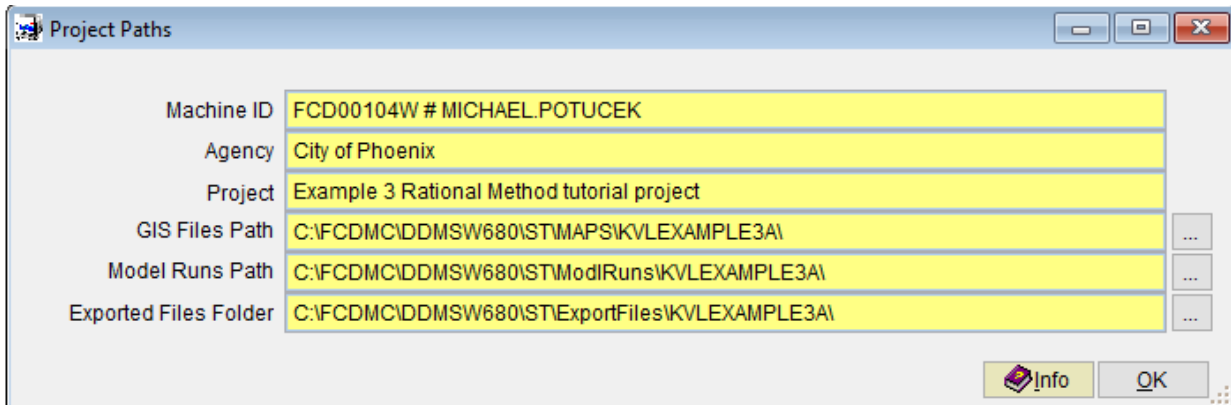 Project Paths
Machine ID FCD00104W # MICHAEL.POTUCEK
Agency City of Phoenix
Project Example 3 Rational Method tutorial project
GIS Files Path C:\FCDMC\DDMSW680\ST\MAPS\KVLEXAMPLE3A\ ...
Model Runs Path C:\FCDMC\DDMSW680\ST\ModlRuns\KVLEXAMPLE3A\ ...
Exported Files Folder C:\FCDMC\DDMSW680\ST\ExportFiles\KVLEXAMPLE3A\ ...
Info OK